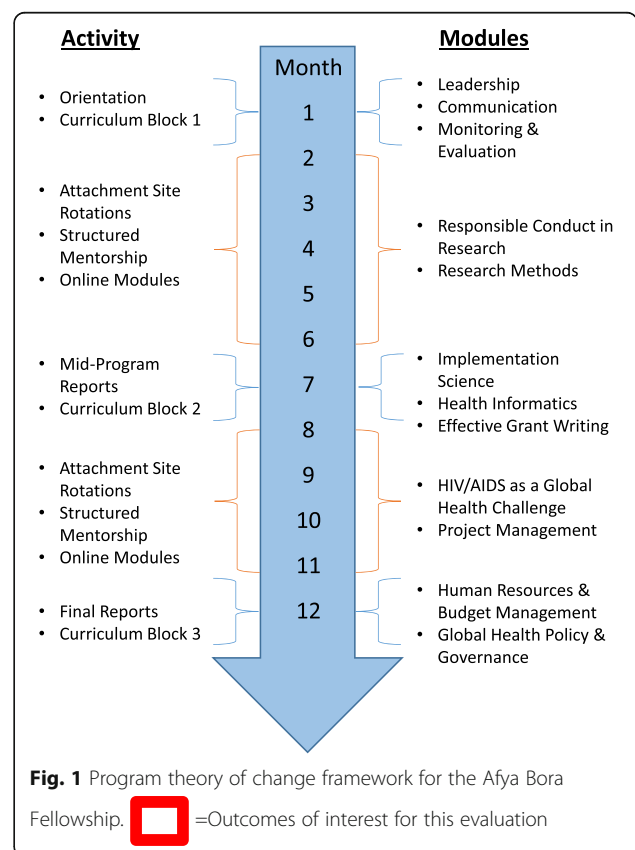 Activity
Modules
Month
1
2
3
4
5
6
7
8
9
10
11
12
• Orientation
• Curriculum Block 1
• Leadership
• Communication
• Monitoring &
Evaluation
• Attachment Site
Rotations
• Structured
Mentorship
• Online Modules
• Responsible Conduct in
Research
• Research Methods
• Mid-Program
Reports
• Curriculum Block 2
• Implementation
Science
• Health Informatics
• Effective Grant Writing
• Attachment Site
Rotations
• Structured
Mentorship
• Online Modules
• HIV/AIDS as a Global
Health Challenge
• Project Management
• Final Reports
• Curriculum Block 3
• Human Resources &
Budget Management
• Global Health Policy &
Governance
Fig. 1 Program theory of change framework for the Afya Bora
Fellowship. =Outcomes of interest for this evaluation